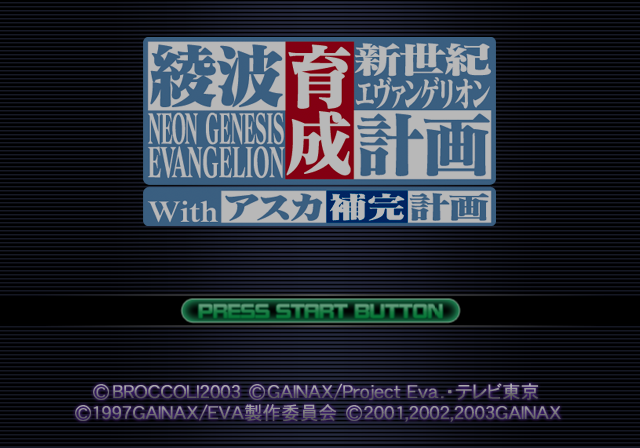 綾波育成計画
新世紀
エヴァンゲリオン
NEON GENESIS
EVANGELION
With アスカ補完計画
PRESS START BUTTON
©BROCCOLI2003 ©GAINAX/Project Eva.・テレビ東京
©1997GAINAX/EVA製作委員会 ©2001,2002,2003GAINAX